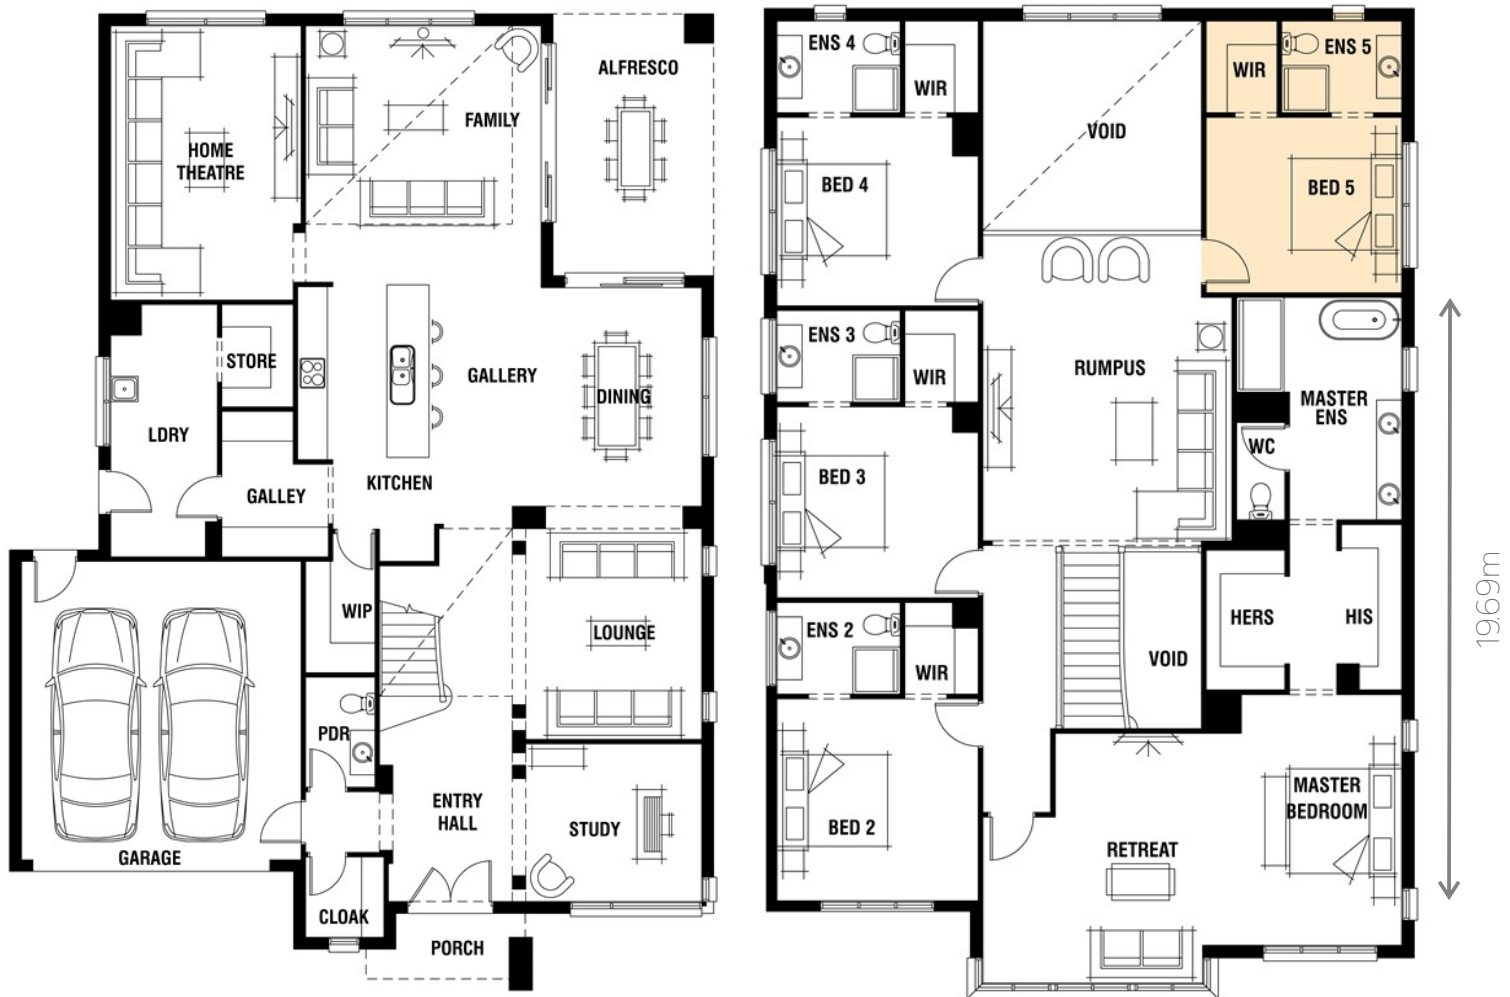 HOME
THEATRE
FAMILY
ALFRESCO
STORE
LDRY
GALLEY
KITCHEN
GALLERY
DINING
WIP
LOUNGE
PDR
GARAGE
ENTRY
HALL
STUDY
CLOAK
PORCH
ENS 4
WIR
VOID
WIR
ENS 5
BED 4
BED 5
ENS 3
WIR
RUMPUS
MASTER
ENS
WC
BED 3
ENS 2
WIR
VOID
HERS
HIS
BED 2
RETREAT
MASTER
BEDROOM
19.69m